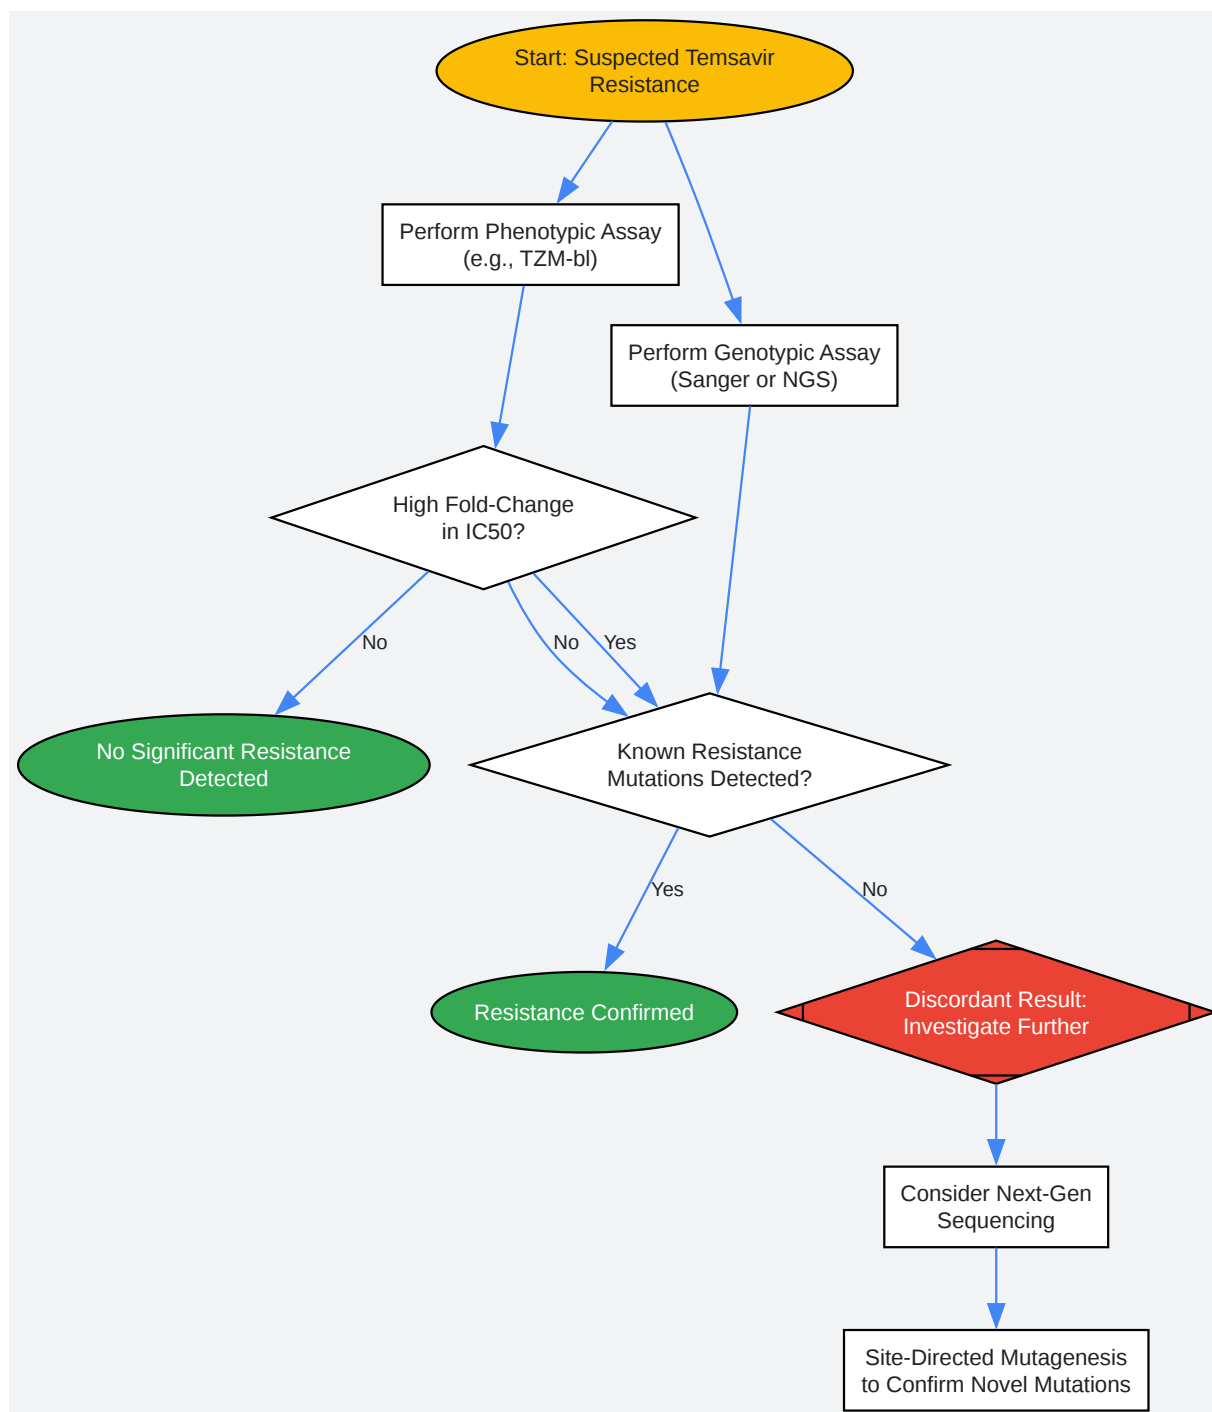 Start: Suspected Temsavir
Resistance
Perform Phenotypic Assay
(e.g., TZM-bl)
Perform Genotypic Assay
(Sanger or NGS)
High Fold-Change
in IC50?
No
No
Yes
No Significant Resistance
Detected
Known Resistance
Mutations Detected?
Yes
No
Resistance Confirmed
Discordant Result:
Investigate Further
Consider Next-Gen
Sequencing
Site-Directed Mutagenesis
to Confirm Novel Mutations